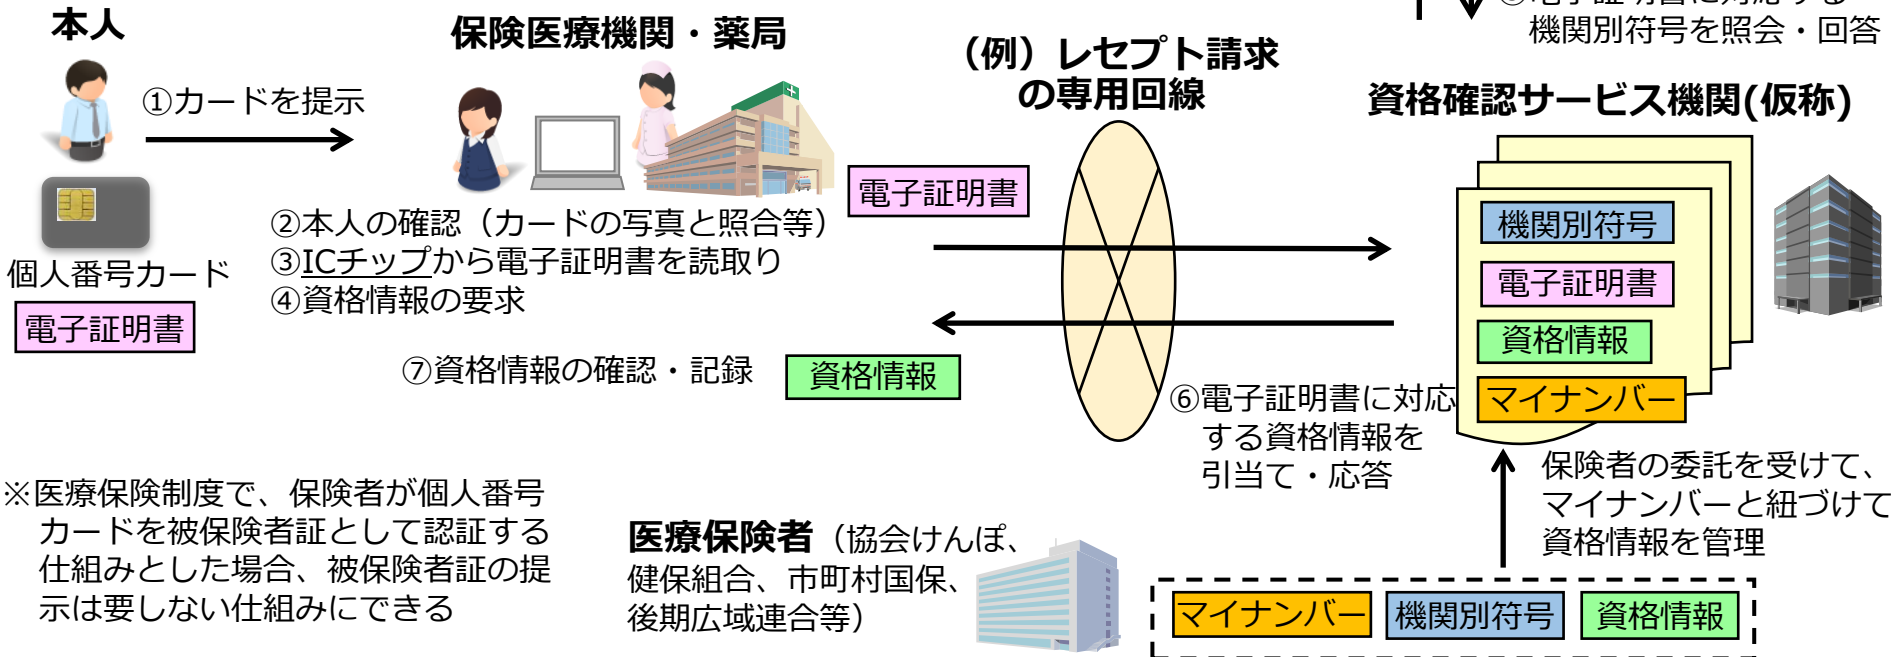 本人
①カードを提示
個人番号カード
電子証明書
保険医療機関・薬局
②本人の確認（カードの写真と照合等）
③ICチップから電子証明書を読取り
④資格情報の要求
⑦資格情報の確認・記録
資格情報
電子証明書
（例）レセプト請求
の専用回線
電子証明書に対応する
機関別符号を照会・回答
資格確認サービス機関(仮称)
機関別符号
電子証明書
資格情報
マイナンバー
⑥電子証明書に対応
する資格情報を
引当て・応答
保険者の委託を受けて、
マイナンバーと紐づけて
資格情報を管理
※医療保険制度で、保険者が個人番号
カードを被保険者証として認証する
仕組みとした場合、被保険者証の提
示は要しない仕組みにできる
医療保険者（協会けんぽ、
健保組合、市町村国保、
後期広域連合等）
マイナンバー
機関別符号
資格情報